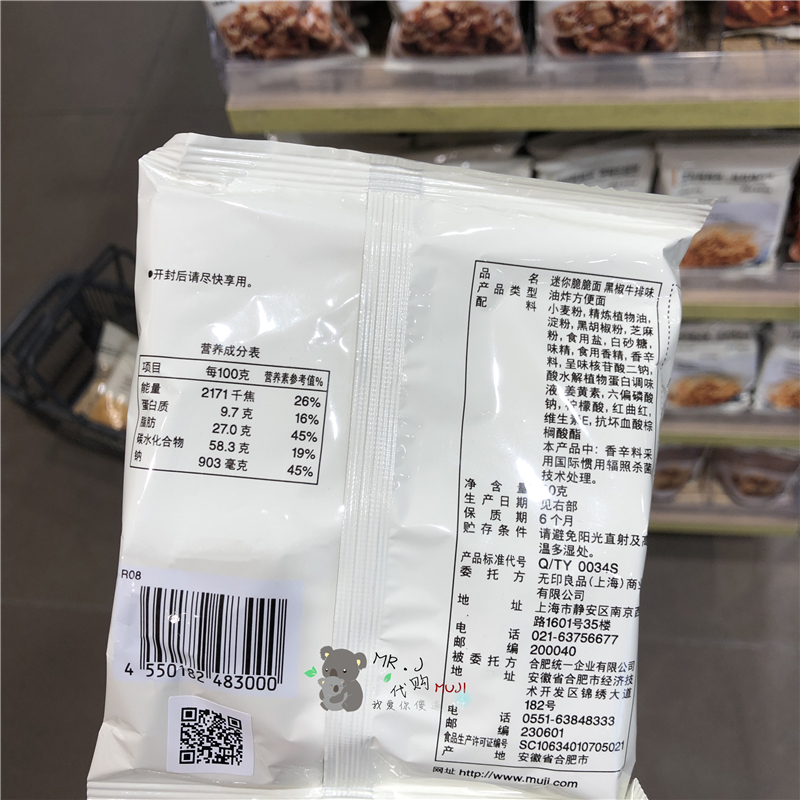 ●开封后请尽快享用。
营养成分表
项目 每100克 营养素参考值%
能量 2171 千焦 26%
蛋白质 9.7 克 16%
脂肪 27.0 克 45%
碳水化合物 58.3 克 19%
钠 903 毫克 45%
R08
4 550182 483000
品名 迷你脆脆面 黑椒牛排味
产品类型 油炸方便面
配料 小麦粉，精炼植物油，
淀粉，黑胡椒粉，芝麻
粉，食用盐，白砂糖，
味精，食用香精，香辛
料，呈味核苷酸二钠，
酸水解植物蛋白调味
液 姜黄素，六偏磷酸
钠，柠檬酸，红曲红，
维生素E，抗坏血酸棕
榈酸酯
本产品中：香辛料采
用国际惯用辐照杀菌
技术处理。
净含量 0克
生产日期 见右部
保质期 6个月
贮存条件 请避免阳光直射及高
温多湿处。
产品标准代号 Q/TY 0034S
委托方 无印良品(上海)商业
有限公司
地址 上海市静安区南京西
路1601号35楼
电话 021-63756677
邮编 200040
被委托方 合肥统一企业有限公司
地址 安徽省合肥市经济技
术开发区锦绣大道
182号
电话 0551-63848333
邮编 230601
食品生产许可证编号 SC10634010705021
产地 安徽省合肥市
网址 http://www.muji.com
MR.J
代购MUJI
我爱你傻